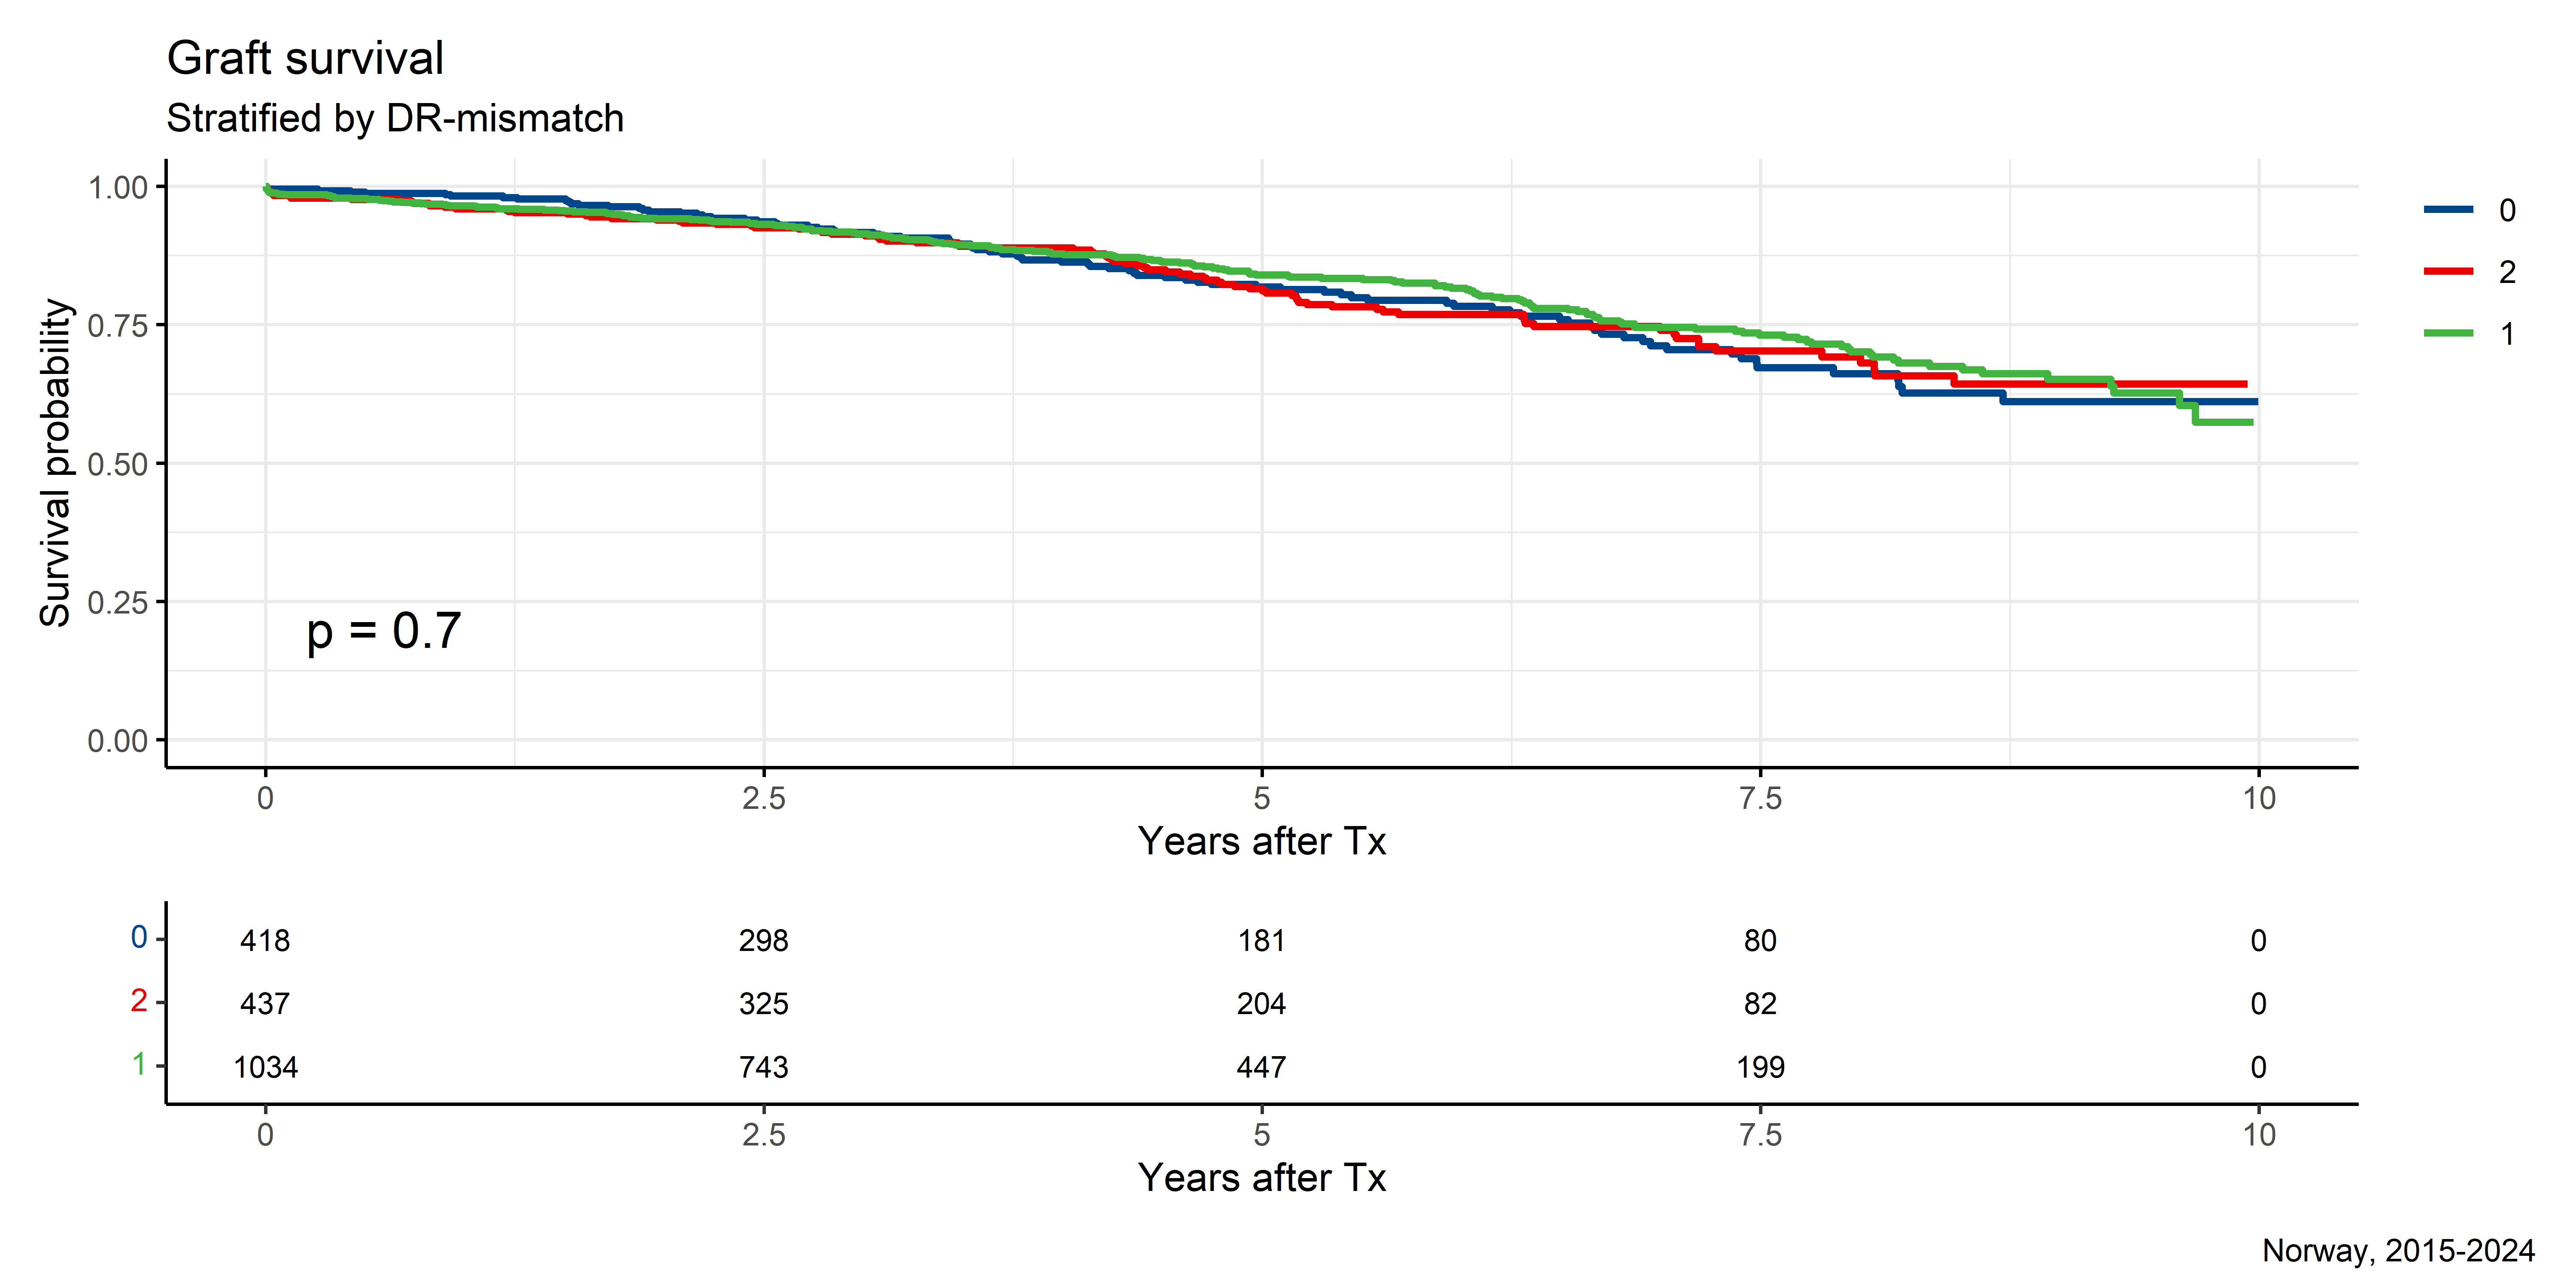 Graft survival
Stratified by DR-mismatch
Survival probability
1.00
0.75
0.50
0.25
0.00
p = 0.7
0
2
1
0 2.5 5 7.5 10
Years after Tx
0 418 298 181 80 0
2 437 325 204 82 0
1 1034 743 447 199 0
0 2.5 5 7.5 10
Years after Tx
Norway, 2015-2024